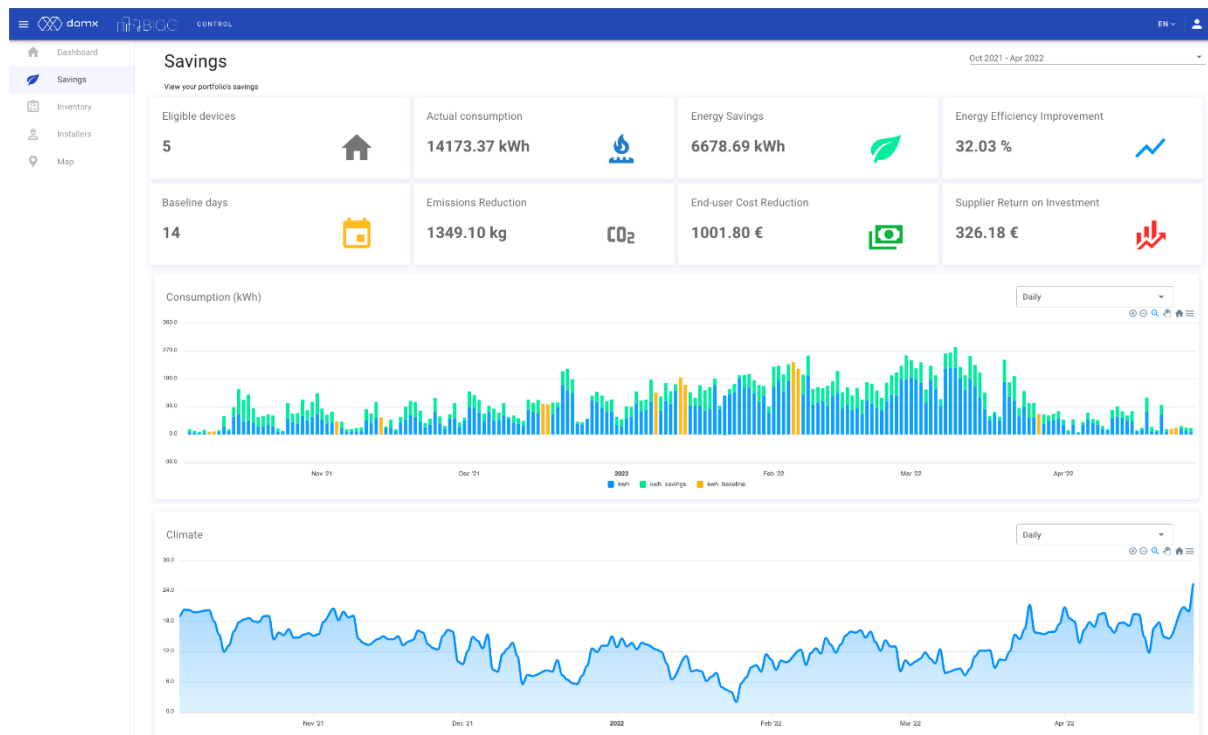 domx BIGG CONTROL EN
Dashboard
Savings
Inventory
Installers
Map
Savings
Oct 2021 - Apr 2022
View your portfolio's savings
Eligible devices
5
Actual consumption
14173.37 kWh
Energy Savings
6678.69 kWh
Energy Efficiency Improvement
32.03 %
Baseline days
14
Emissions Reduction
1349.10 kg
CO2
End-user Cost Reduction
1001.80 €
Supplier Return on Investment
326.18 €
Consumption (kWh)
Daily
360.0
270.0
180.0
90.0
0.0
-90.0
Nov '21 Dec '21 2022 Feb '22 Mar '22 Apr '22
kwh kwh_savings kwh_baseline
Climate
Daily
30.0
24.0
18.0
12.0
6.0
0.0
Nov '21 Dec '21 2022 Feb '22 Mar '22 Apr '22